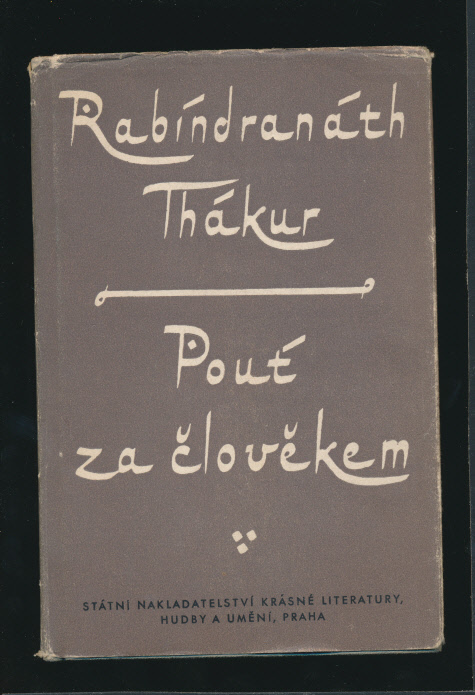 Rabíndranáth
Thákur
Pouť
za člověkem
STÁTNÍ NAKLADATELSTVÍ KRÁSNÉ LITERATURY,
HUDBY A UMĚNÍ, PRAHA